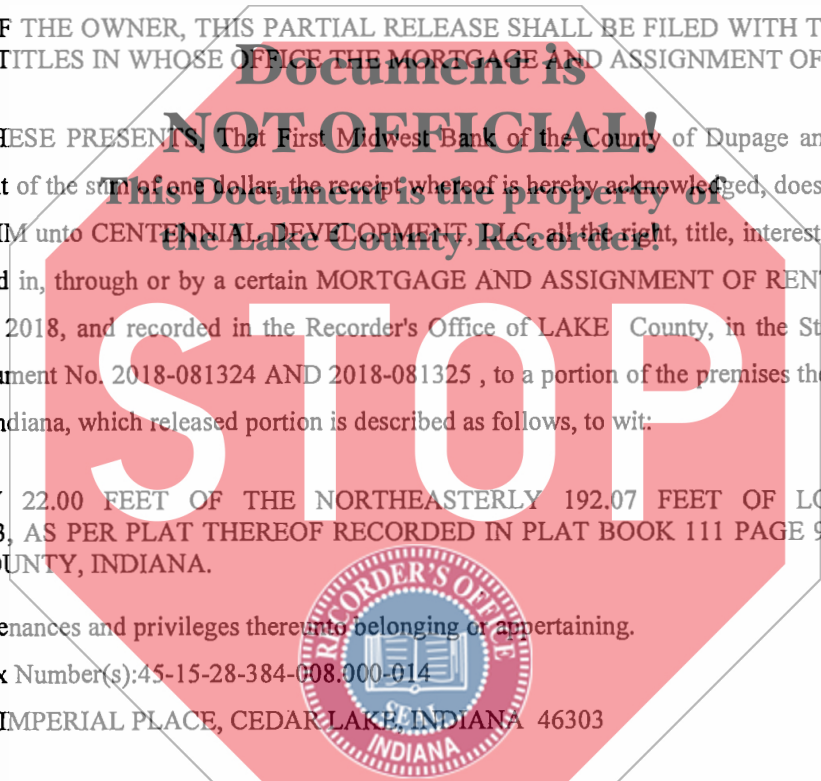 F THE OWNER, THIS PARTIAL RELEASE SHALL BE FILED WITH T
TITLES IN WHOSE OFFICE THE MORTGAGE AND ASSIGNMENT OF
Document is
NOT OFFICIAL!
This Document is the property of
the Lake County Recorder!
HESE PRESENTS, That First Midwest Bank of the County of Dupage an
t of the sum of one dollar, the receipt whereof is hereby acknowledged, does
IM unto CENTENNIAL DEVELOPMENT, LLC, all the right, title, interest
d in, through or by a certain MORTGAGE AND ASSIGNMENT OF RENT
2018, and recorded in the Recorder's Office of LAKE County, in the St
ument No. 2018-081324 AND 2018-081325 , to a portion of the premises the
ndiana, which released portion is described as follows, to wit:
STOP
Y 22.00 FEET OF THE NORTHEASTERLY 192.07 FEET OF LO
3, AS PER PLAT THEREOF RECORDED IN PLAT BOOK 111 PAGE 9
OUNTY, INDIANA.
enances and privileges thereunto belonging or appertaining.
x Number(s):45-15-28-384-008.000-014
IMPERIAL PLACE, CEDAR LAKE, INDIANA 46303
RECORDER'S OFFICE
SEAL
INDIANA